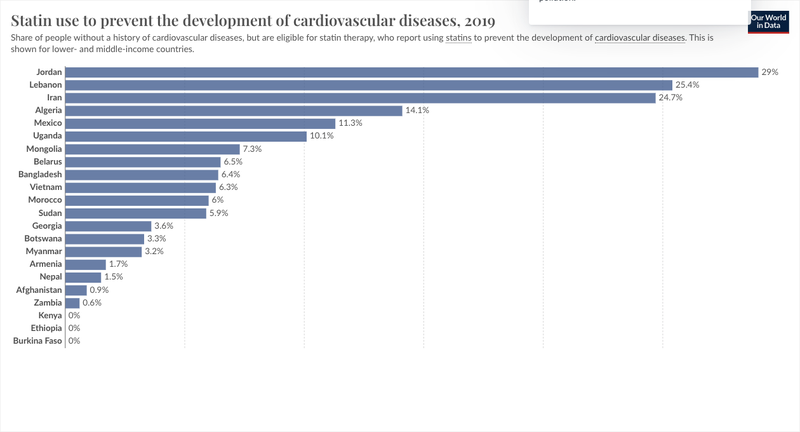 Statin use to prevent the development of cardiovascular diseases, 2019
Share of people without a history of cardiovascular diseases, but are eligible for statin therapy, who report using statins to prevent the development of cardiovascular diseases. This is
shown for lower- and middle-income countries.
Our World
in Data
Jordan 29%
Lebanon 25.4%
Iran 24.7%
Algeria 14.1%
Mexico 11.3%
Uganda 10.1%
Mongolia 7.3%
Belarus 6.5%
Bangladesh 6.4%
Vietnam 6.3%
Morocco 6%
Sudan 5.9%
Georgia 3.6%
Botswana 3.3%
Myanmar 3.2%
Armenia 1.7%
Nepal 1.5%
Afghanistan 0.9%
Zambia 0.6%
Kenya 0%
Ethiopia 0%
Burkina Faso 0%